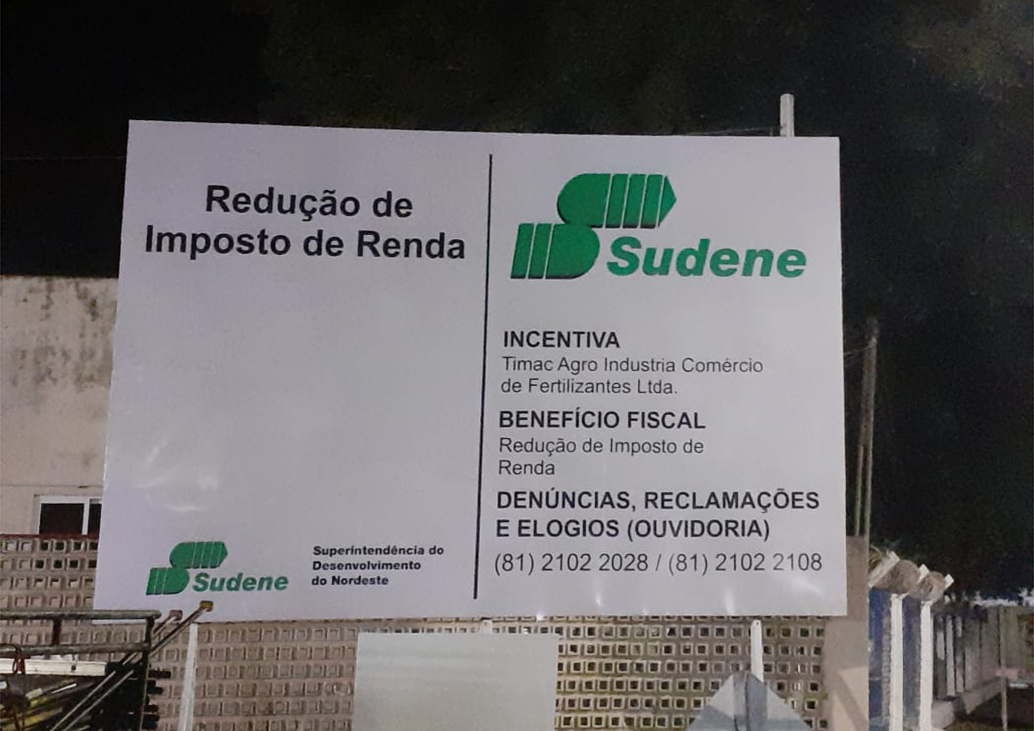 Redução de
Imposto de Renda
Sudene
Superintendência do
Desenvolvimento
do Nordeste
Sudene
INCENTIVA
Timac Agro Industria Comércio
de Fertilizantes Ltda.
BENEFÍCIO FISCAL
Redução de Imposto de
Renda
DENÚNCIAS, RECLAMAÇÕES
E ELOGIOS (OUVIDORIA)
(81) 2102 2028 / (81) 2102 2108